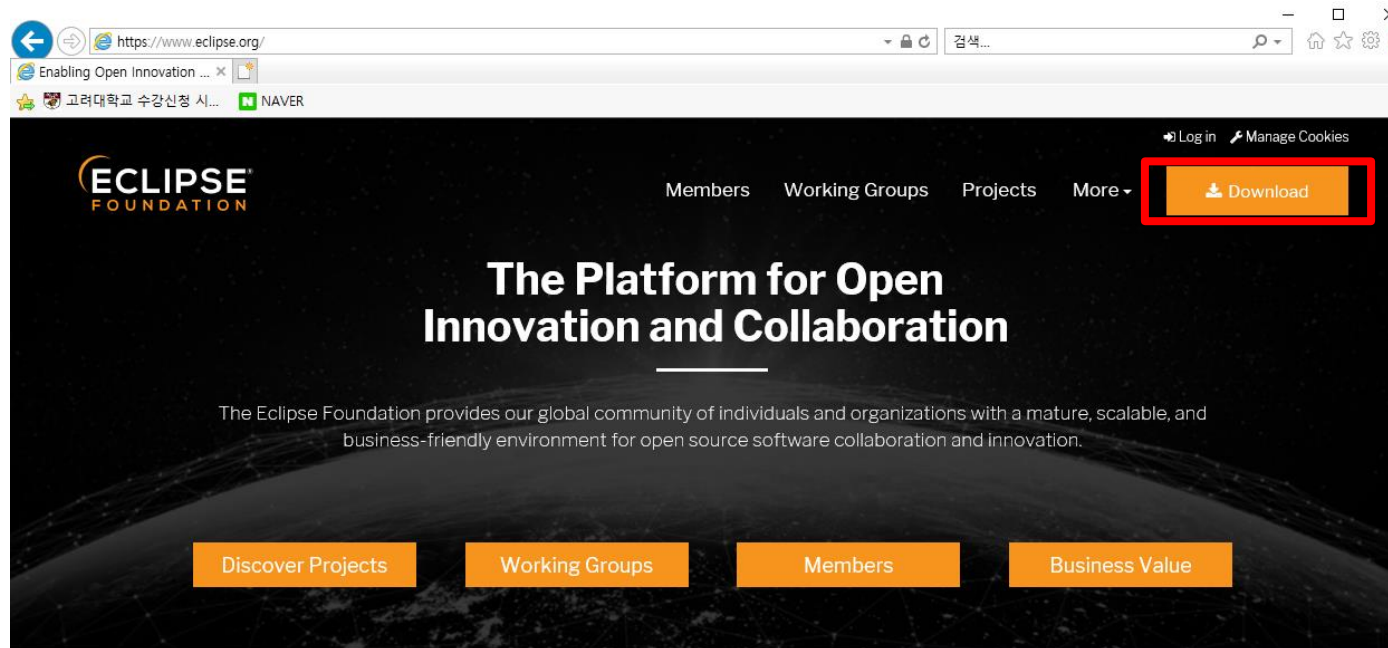 https://www.eclipse.org/
검색...
Enabling Open Innovation ...
고려대학교 수강신청 시...
NAVER
Log in Manage Cookies
ECLIPSE
FOUNDATION
Members Working Groups Projects More Download
The Platform for Open
Innovation and Collaboration
The Eclipse Foundation provides our global community of individuals and organizations with a mature, scalable, and
business-friendly environment for open source software collaboration and innovation.
Discover Projects Working Groups Members Business Value